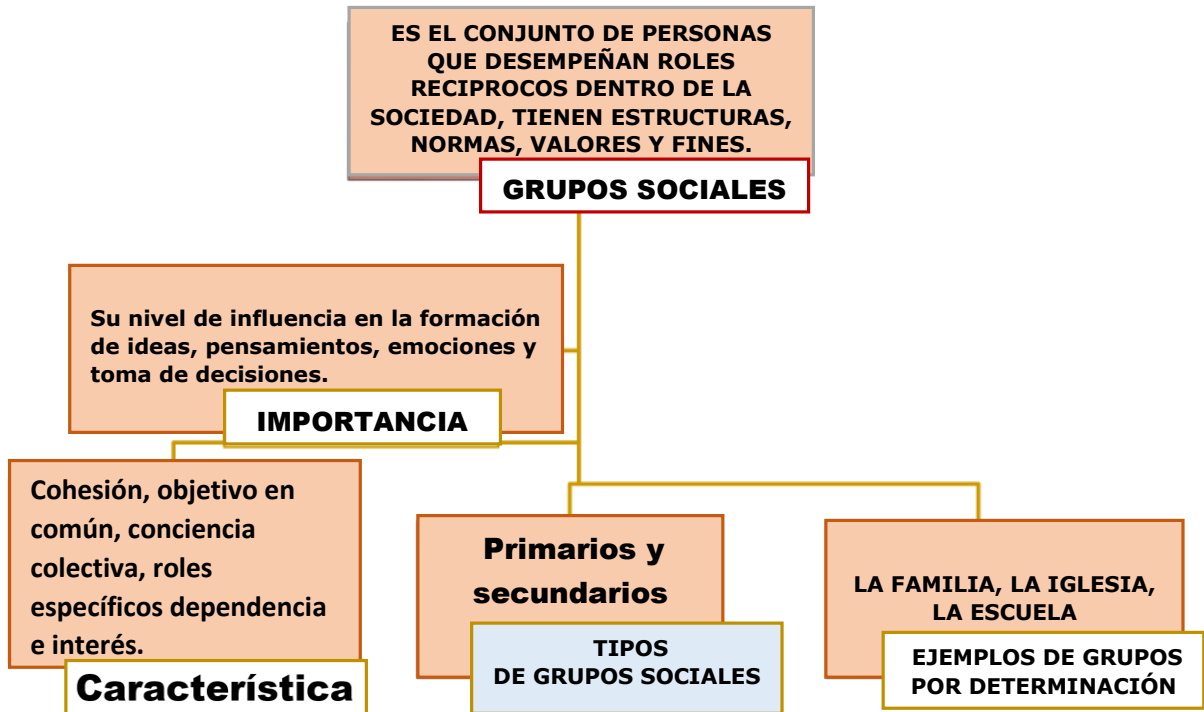 ES EL CONJUNTO DE PERSONAS
QUE DESEMPEÑAN ROLES
RECIPROCOS DENTRO DE LA
SOCIEDAD, TIENEN ESTRUCTURAS,
NORMAS, VALORES Y FINES.
GRUPOS SOCIALES
Su nivel de influencia en la formación
de ideas, pensamientos, emociones y
toma de decisiones.
IMPORTANCIA
Cohesión, objetivo en
común, conciencia
colectiva, roles
específicos dependencia
e interés.
Característica
Primarios y
secundarios
TIPOS
DE GRUPOS SOCIALES
LA FAMILIA, LA IGLESIA,
LA ESCUELA
EJEMPLOS DE GRUPOS
POR DETERMINACIÓN